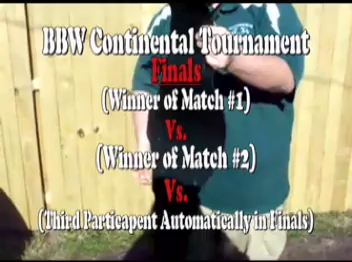 BBW Continental Tournament
Finals
(Winner of Match #1)
Vs.
(Winner of Match #2)
Vs.
(Third Particapent Automatically in Finals)